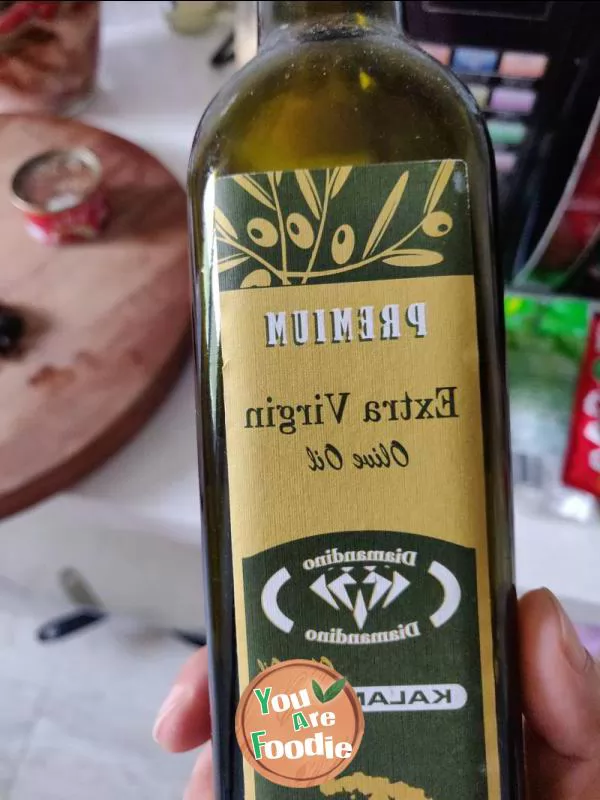 PREMIUM
Extra Virgin
Olive Oil
Diamandino
Diamandino
You
Are
Foodie